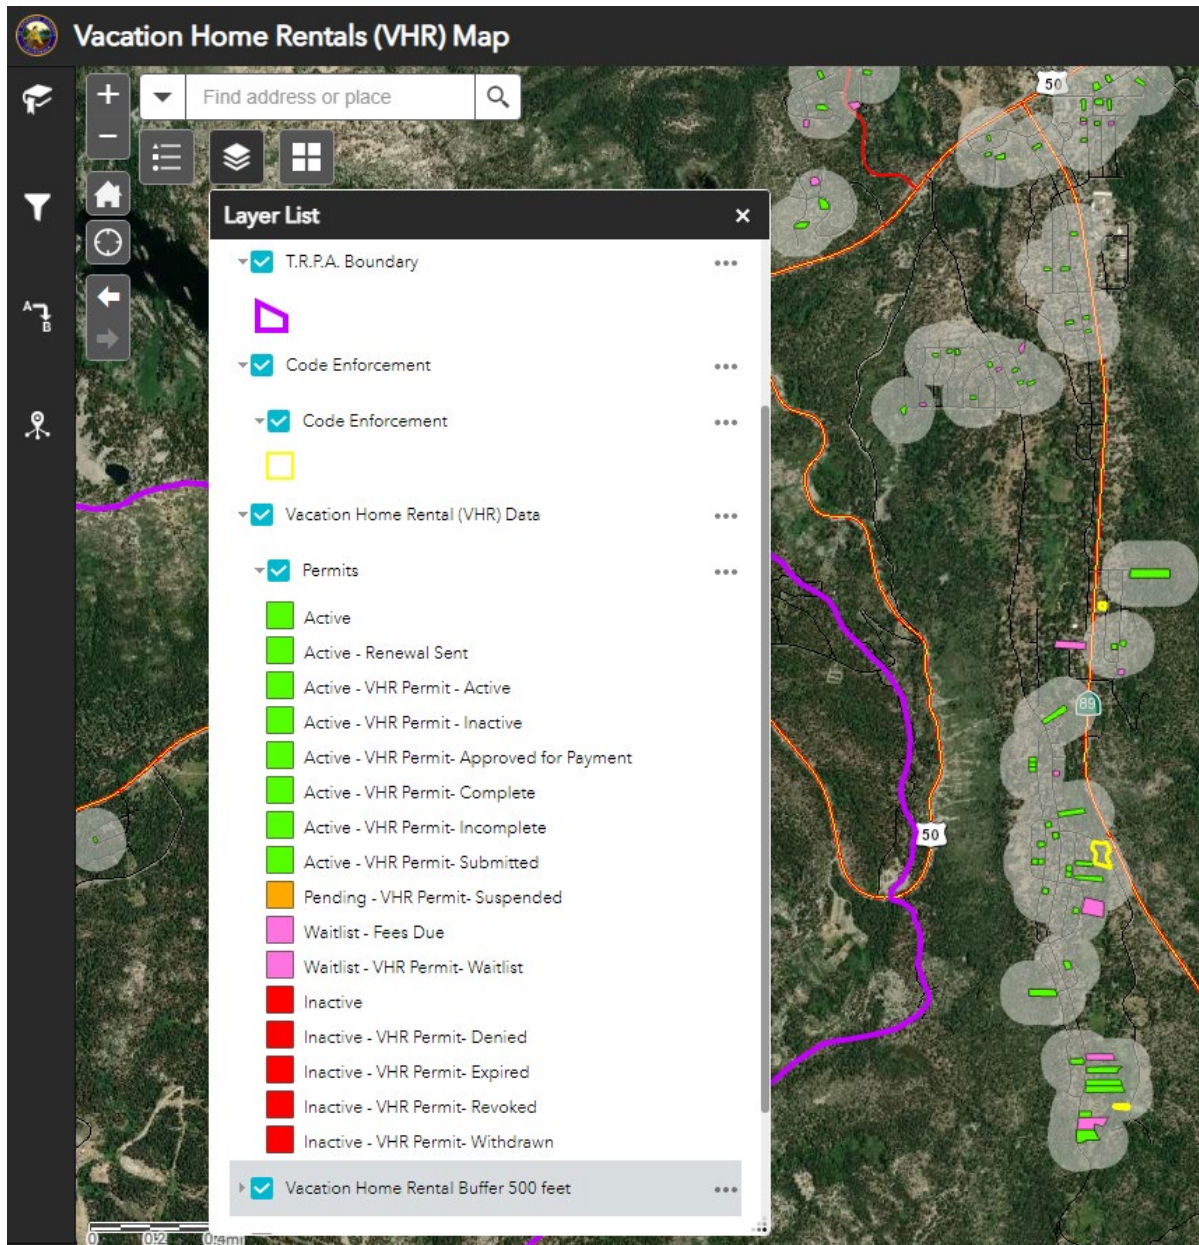 Vacation Home Rentals (VHR) Map
Find address or place
50
Layer List
T.R.P.A. Boundary
Code Enforcement
Code Enforcement
Vacation Home Rental (VHR) Data
Permits
Active
Active - Renewal Sent
Active - VHR Permit - Active
Active - VHR Permit - Inactive
Active - VHR Permit- Approved for Payment
Active - VHR Permit- Complete
Active - VHR Permit- Incomplete
Active - VHR Permit- Submitted
Pending - VHR Permit- Suspended
Waitlist - Fees Due
Waitlist - VHR Permit- Waitlist
Inactive
Inactive - VHR Permit- Denied
Inactive - VHR Permit- Expired
Inactive - VHR Permit- Revoked
Inactive - VHR Permit- Withdrawn
Vacation Home Rental Buffer 500 feet
A
B
89
50
0 0.2 0.4mi